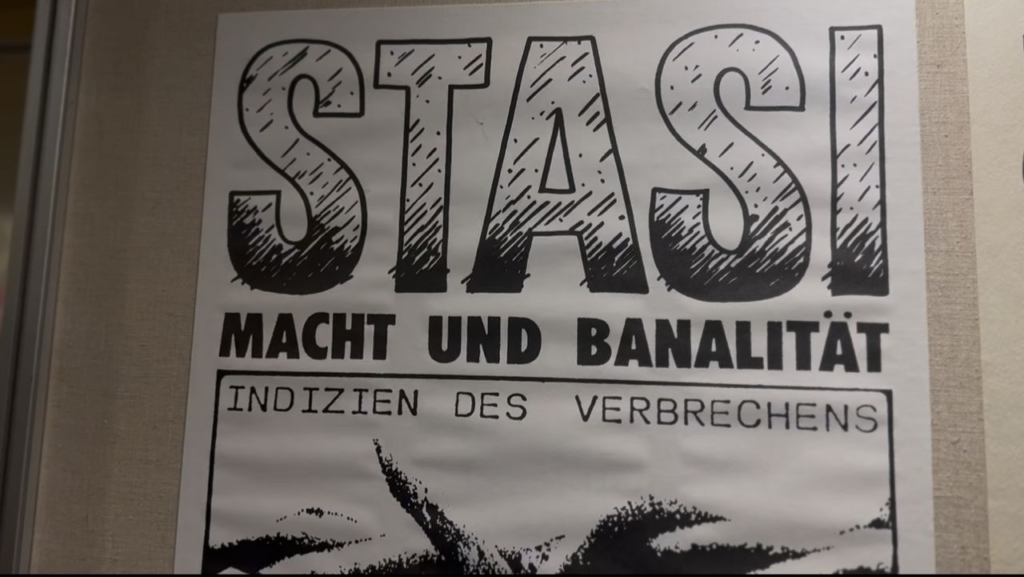 STASI
MACHT UND BANALITÄT
INDIZIEN DES VERBRECHENS